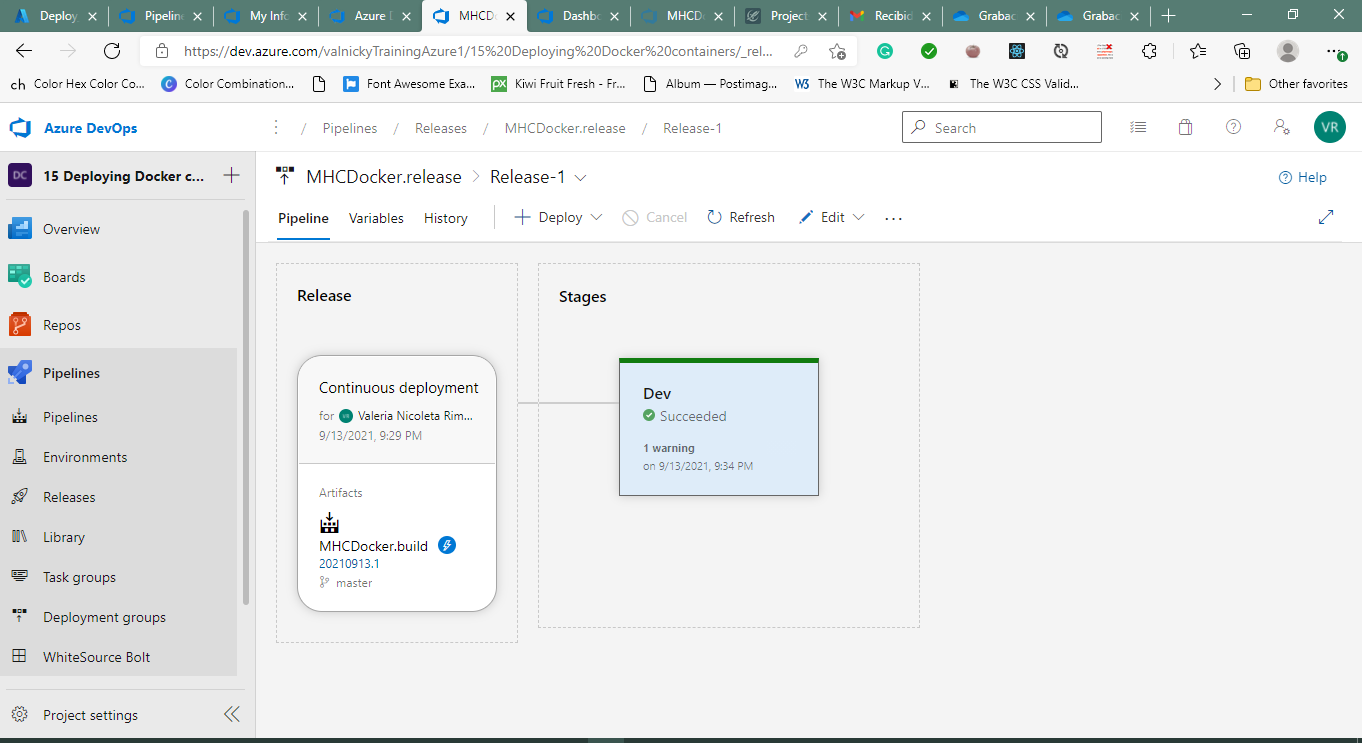 Deploy
Pipelin
My Info
Azure D
MHCDo
Dashbo
MHCDo
Project
Recibid
Grabac
Grabac
https://dev.azure.com/valnickyTrainingAzure1/15%20Deploying%20Docker%20containers/_rel...
ch Color Hex Color Co...
Color Combination...
Font Awesome Exa...
Kiwi Fruit Fresh - Fr...
Album — Postimag...
The W3C Markup V...
The W3C CSS Valid...
Other favorites
Azure DevOps
/ Pipelines / Releases / MHCDocker.release / Release-1
Search
VR
DC 15 Deploying Docker c...
MHCDocker.release > Release-1
Help
Pipeline
Variables
History
Deploy
Cancel
Refresh
Edit
Overview
Boards
Repos
Pipelines
Pipelines
Environments
Releases
Library
Task groups
Deployment groups
WhiteSource Bolt
Project settings
Release
Continuous deployment
for VR Valeria Nicoleta Rim...
9/13/2021, 9:29 PM
Artifacts
MHCDocker.build
20210913.1
master
Stages
Dev
Succeeded
1 warning
on 9/13/2021, 9:34 PM